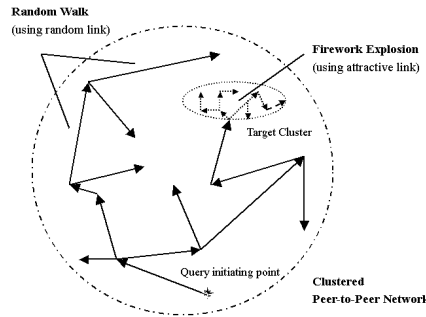 Random Walk
(using random link)
Firework Explosion
(using attractive link)
Target Cluster
Query initiating point
Clustered
Peer-to-Peer Network